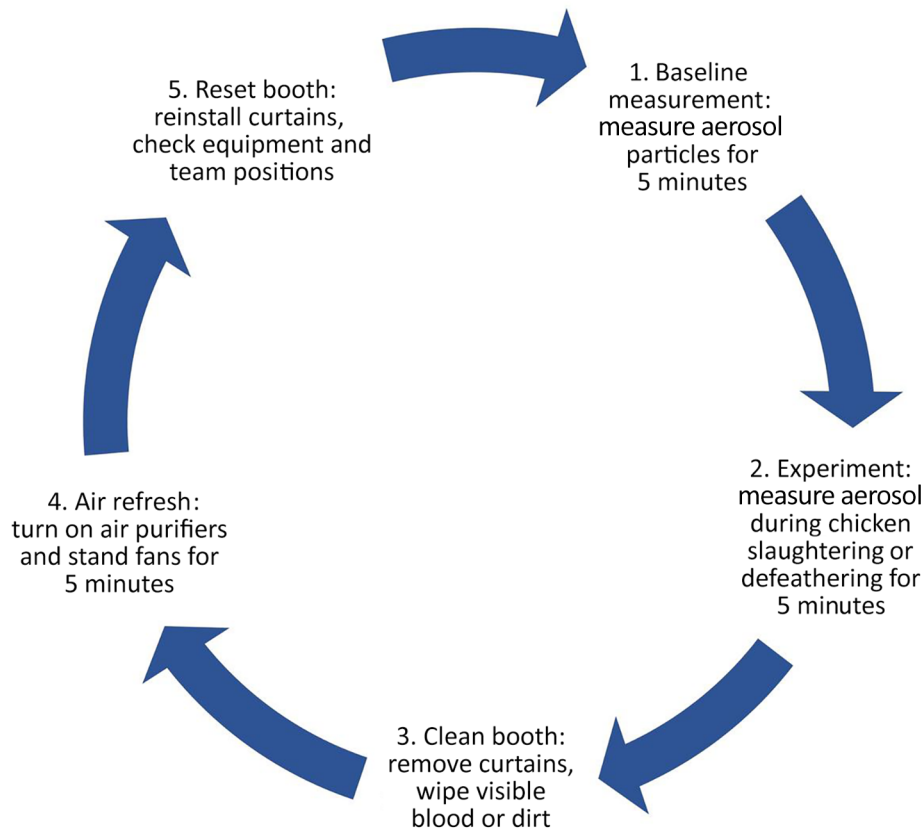 1. Baseline
measurement:
measure aerosol
particles for
5 minutes
2. Experiment:
measure aerosol
during chicken
slaughtering or
defeathering for
5 minutes
3. Clean booth:
remove curtains,
wipe visible
blood or dirt
4. Air refresh:
turn on air purifiers
and stand fans for
5 minutes
5. Reset booth:
reinstall curtains,
check equipment and
team positions